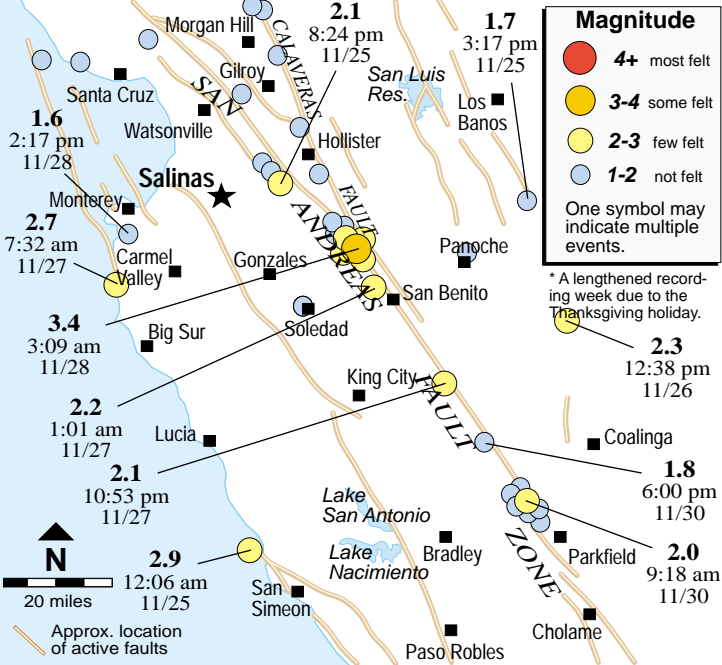 Morgan Hill
2.1
8:24 pm
11/25
1.7
3:17 pm
11/25
Magnitude
4+ most felt
3-4 some felt
2-3 few felt
1-2 not felt
One symbol may
indicate multiple
events.
* A lengthened record-
ing week due to the
Thanksgiving holiday.
CALAVERAS
FAULT
Gilroy
San Luis
Res.
Los
Banos
Santa Cruz
SAN
ANDREAS
FAULT
ZONE
Watsonville
Hollister
1.6
2:17 pm
11/28
Salinas
Monterey
2.7
7:32 am
11/27
Carmel
Valley
Gonzales
Panoche
San Benito
Soledad
3.4
3:09 am
11/28
Big Sur
2.3
12:38 pm
11/26
King City
2.2
1:01 am
11/27
Lucia
Coalinga
2.1
10:53 pm
11/27
1.8
6:00 pm
11/30
Lake
San Antonio
Lake
Nacimiento
Bradley
Parkfield
2.0
9:18 am
11/30
N
20 miles
2.9
12:06 am
11/25
San
Simeon
Cholame
Paso Robles
Approx. location
of active faults